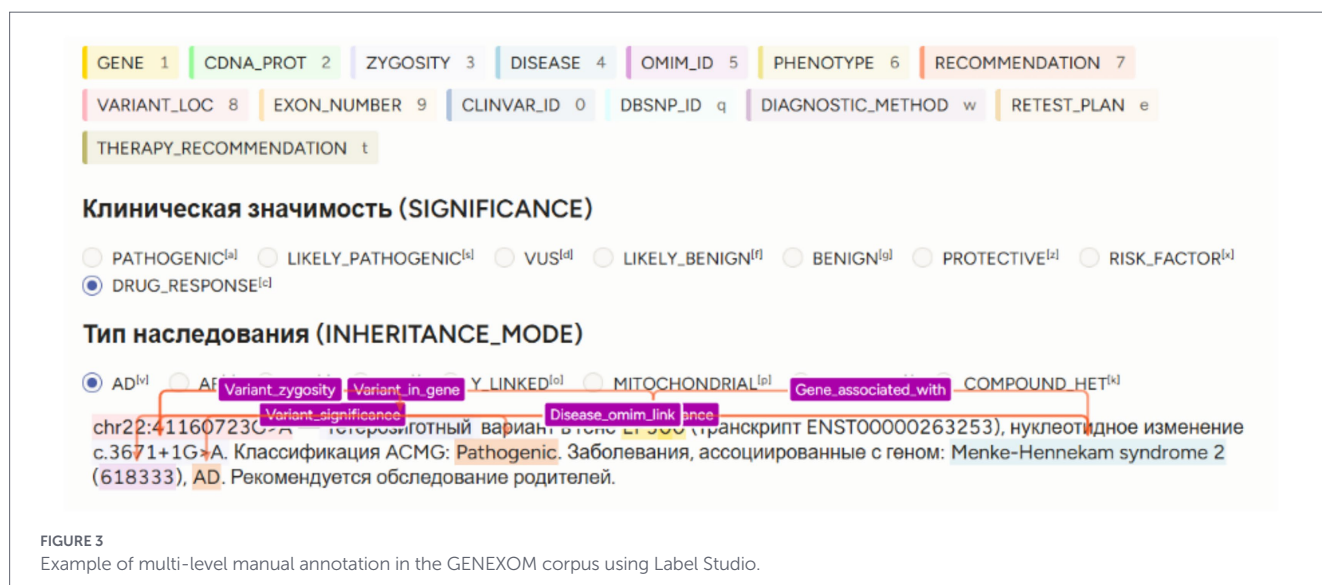 GENE 1 CDNA_PROT 2 ZYGOSITY 3 DISEASE 4 OMIM_ID 5 PHENOTYPE 6 RECOMMENDATION 7
VARIANT_LOC 8 EXON_NUMBER 9 CLINVAR_ID 0 DBSNP_ID q DIAGNOSTIC_METHOD w RETEST_PLAN e
THERAPY_RECOMMENDATION t
Клиническая значимость (SIGNIFICANCE)
PATHOGENIC[a] LIKELY_PATHOGENIC[s] VUS[d] LIKELY_BENIGN[f] BENIGN[g] PROTECTIVE[z] RISK_FACTOR[x]
DRUG_RESPONSE[c]
Тип наследования (INHERITANCE_MODE)
AD[v] Y_LINKED[o] MITOCHONDRIAL[p] COMPOUND_HET[k]
Variant_zygosity Variant_in_gene Gene_associated_with
Variant_significance Disease_omim_link
вариант (транскрипт ENST00000263253), нуклеотидное изменение
c.3671+1G>A. Классификация ACMG: Pathogenic. Заболевания, ассоциированные с геном: Menke-Hennekam syndrome 2
(618333), AD. Рекомендуется обследование родителей.
FIGURE 3
Example of multi-level manual annotation in the GENEXOM corpus using Label Studio.